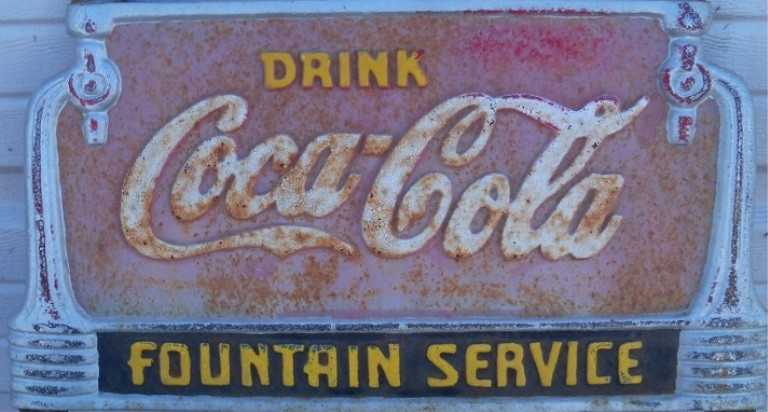 DRINK
Coca-Cola
FOUNTAIN SERVICE